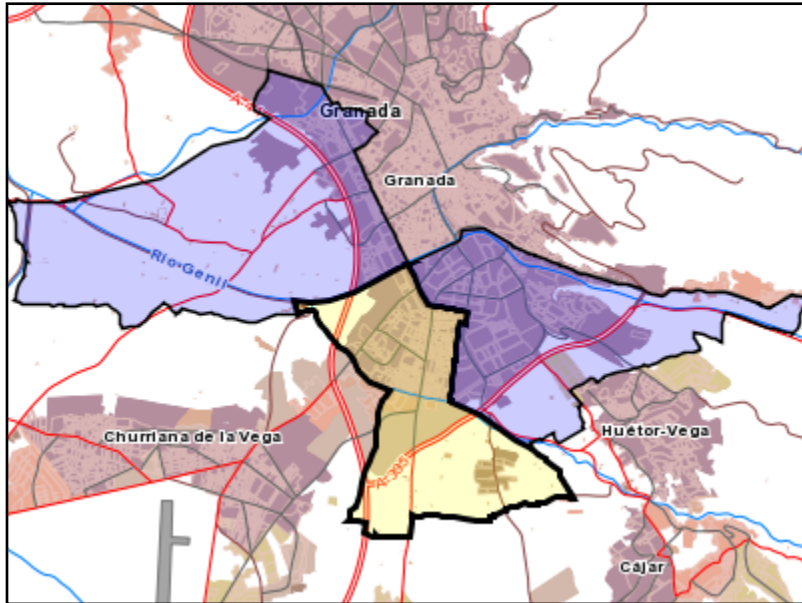 Granada
Granada
Río Genil
Churriana de la Vega
Huétor-Vega
A-395
Cájar